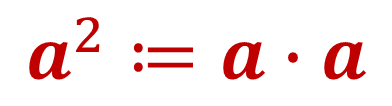 a² := a · a